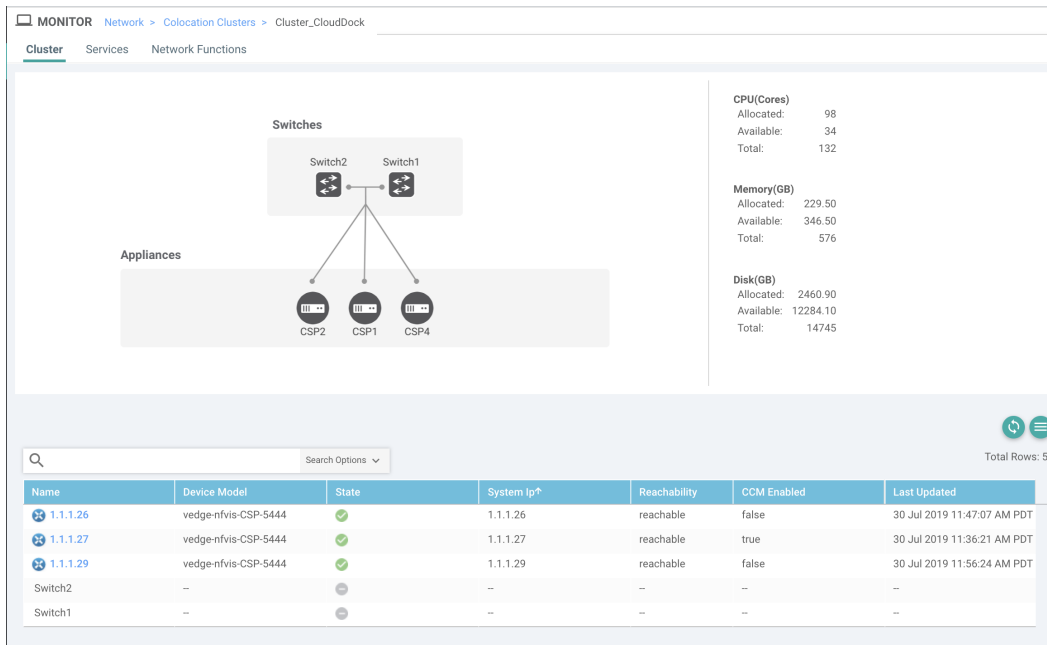 MONITOR Network > Colocation Clusters > Cluster_CloudDock
Cluster Services Network Functions
Switches
Switch2 Switch1
Appliances
CSP2 CSP1 CSP4
CPU(Cores)
Allocated: 98
Available: 34
Total: 132
Memory(GB)
Allocated: 229.50
Available: 346.50
Total: 576
Disk(GB)
Allocated: 2460.90
Available: 12284.10
Total: 14745
Search Options
Total Rows: 5
Name Device Model State System Ip↑ Reachability CCM Enabled Last Updated
1.1.1.26 vedge-nfvis-CSP-5444 1.1.1.26 reachable false 30 Jul 2019 11:47:07 AM PDT
1.1.1.27 vedge-nfvis-CSP-5444 1.1.1.27 reachable true 30 Jul 2019 11:36:21 AM PDT
1.1.1.29 vedge-nfvis-CSP-5444 1.1.1.29 reachable false 30 Jul 2019 11:56:24 AM PDT
Switch2 -- -- -- -- --
Switch1 -- -- -- -- --